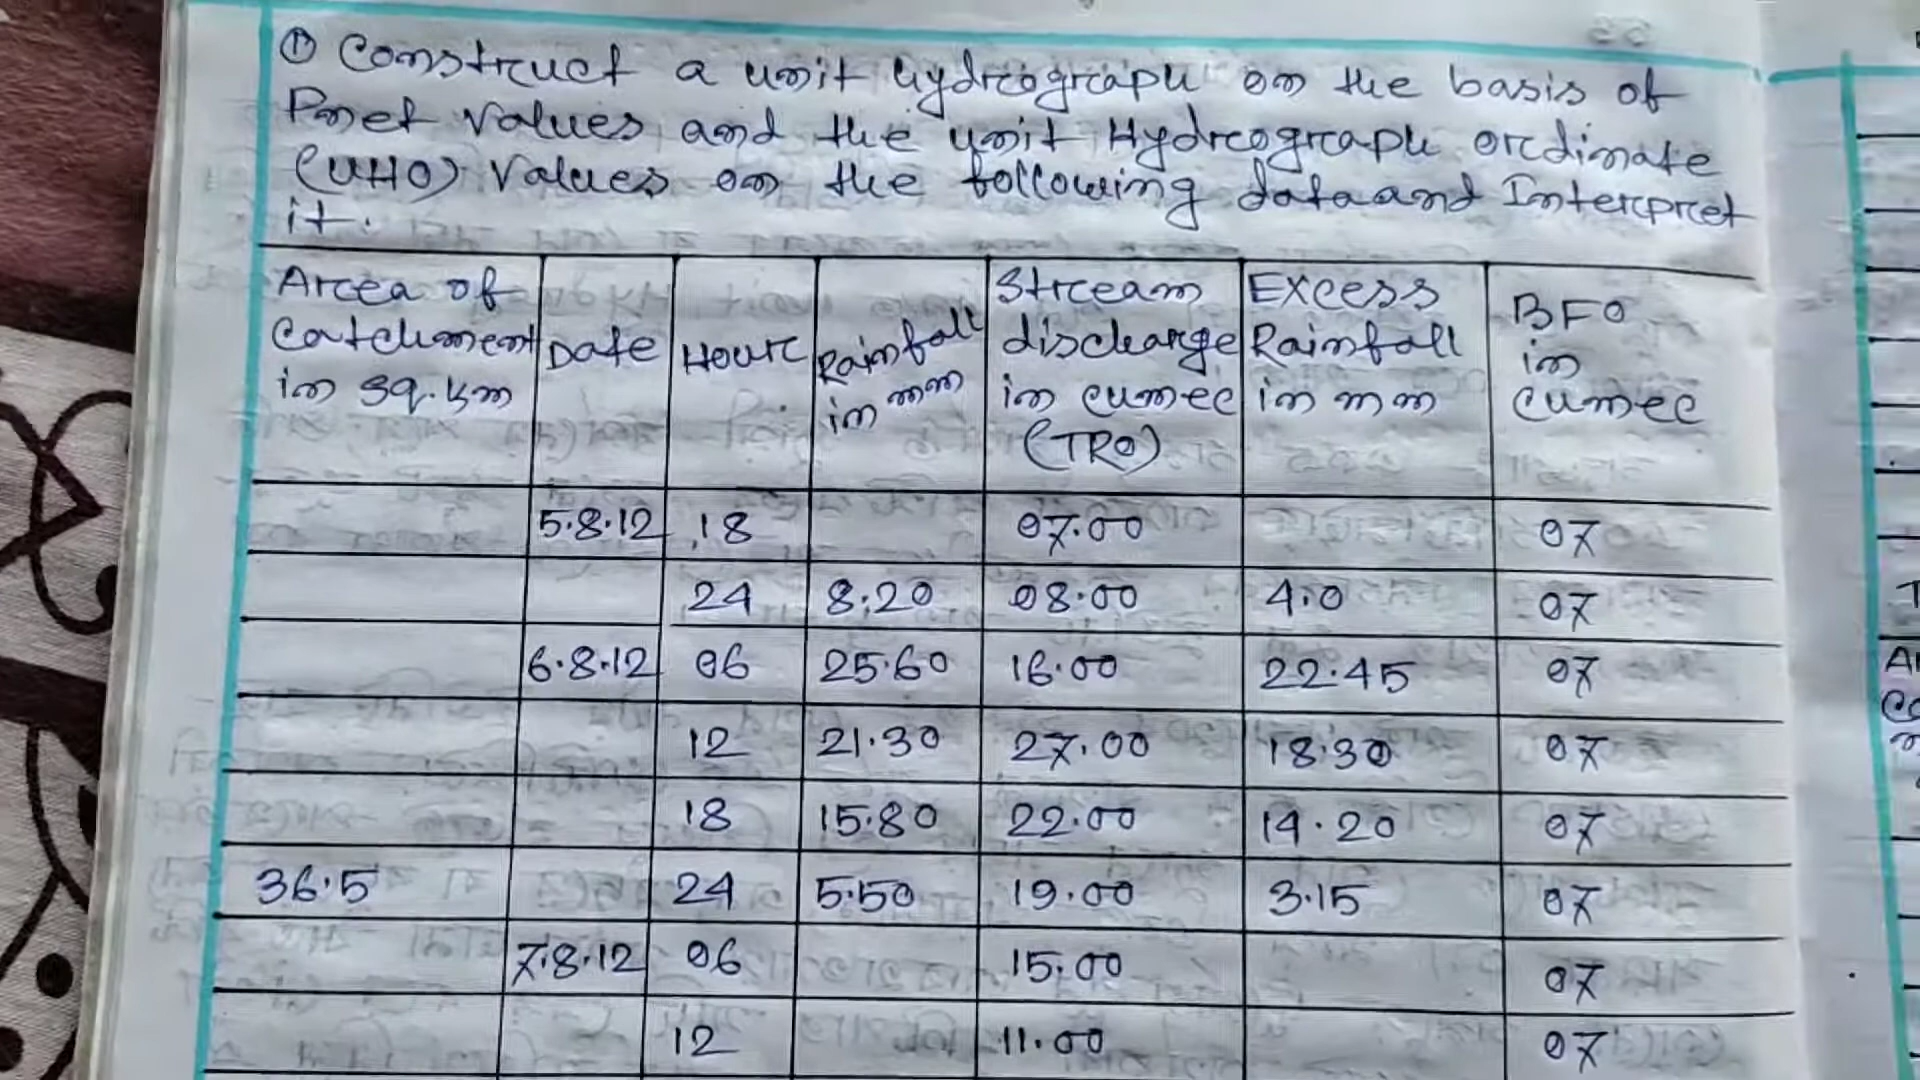 ① Construct a unit hydrograph on the basis of
Pnet values and the unit Hydrograph ordinate
(UHO) Values on the following data and Interpret
it.
Area of Catchment in sq. km | Date | Hour | Rainfall in mm | Stream discharge in cumec (TRO) | Excess Rainfall in mm | BFO in cumec
5.8.12 18 07.00 07
24 8.20 08.00 4.0 07
6.8.12 06 25.60 16.00 22.45 07
12 21.30 27.00 18.30 07
18 15.80 22.00 14.20 07
36.5 24 5.50 19.00 3.15 07
7.8.12 06 15.00 07
12 11.00 07